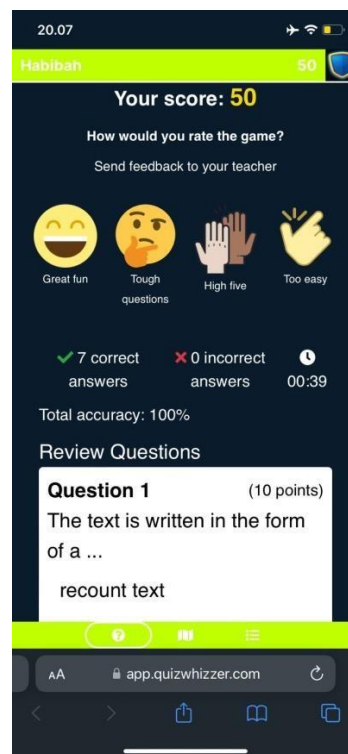 20.07
Habibah 50
Your score: 50
How would you rate the game?
Send feedback to your teacher
Great fun
Tough
questions
High five
Too easy
7 correct
answers
0 incorrect
answers
00:39
Total accuracy: 100%
Review Questions
Question 1 (10 points)
The text is written in the form
of a ...
recount text
AA app.quizwhizzer.com